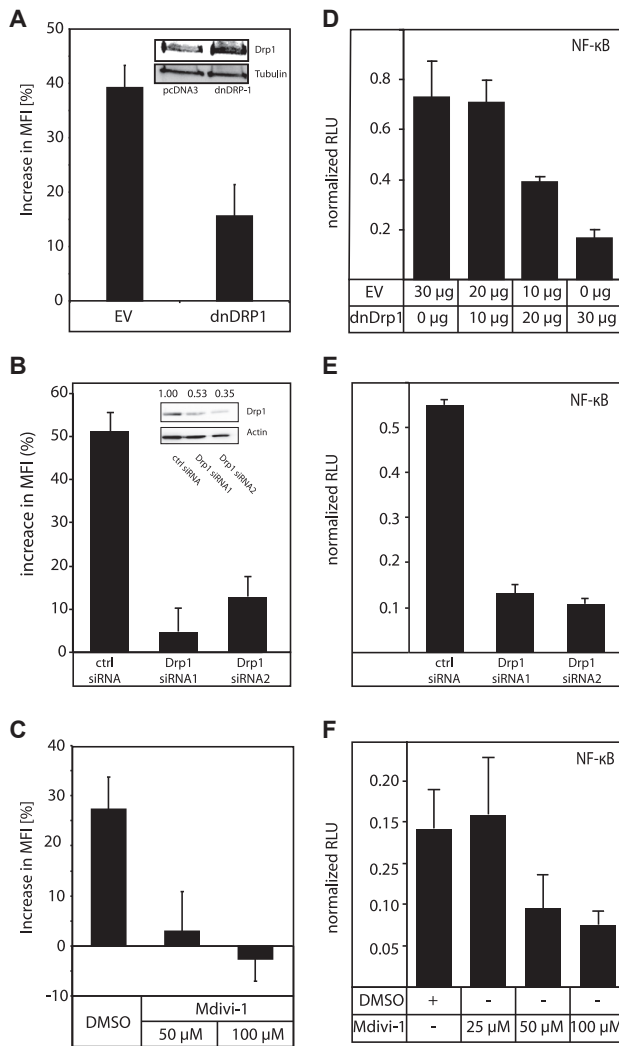 A
50
40
30
20
10
0
Increase in MFI [%]
Drp1
Tubulin
pcDNA3 dnDRP-1
EV dnDRP1
B
60
50
40
30
20
10
0
increace in MFI (%)
1.00 0.53 0.35
Drp1
Actin
ctrl siRNA
Drp1 siRNA1
Drp1 siRNA2
ctrl Drp1 Drp1
siRNA siRNA1 siRNA2
C
40
30
20
10
0
-10
Increase in MFI [%]
DMSO
Mdivi-1
50 μM 100 μM
D
NF-κB
0.8
0.6
0.4
0.2
normalized RLU
EV 30 μg 20 μg 10 μg 0 μg
dnDrp1 0 μg 10 μg 20 μg 30 μg
E
NF-κB
0.5
0.4
0.3
0.2
0.1
normalized RLU
ctrl Drp1 Drp1
siRNA siRNA1 siRNA2
F
NF-κB
0.20
0.15
0.25
0.10
0.05
normalized RLU
DMSO + - - -
Mdivi-1 - 25 μM 50 μM 100 μM